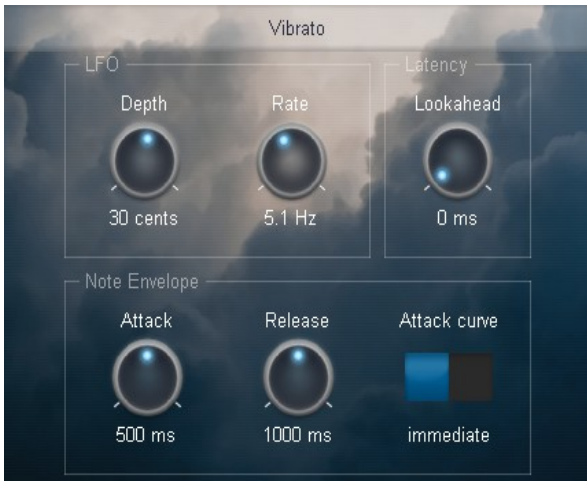 Vibrato
LFO
Latency
Depth
Rate
Lookahead
30 cents
5.1 Hz
0 ms
Note Envelope
Attack
Release
Attack curve
500 ms
1000 ms
immediate